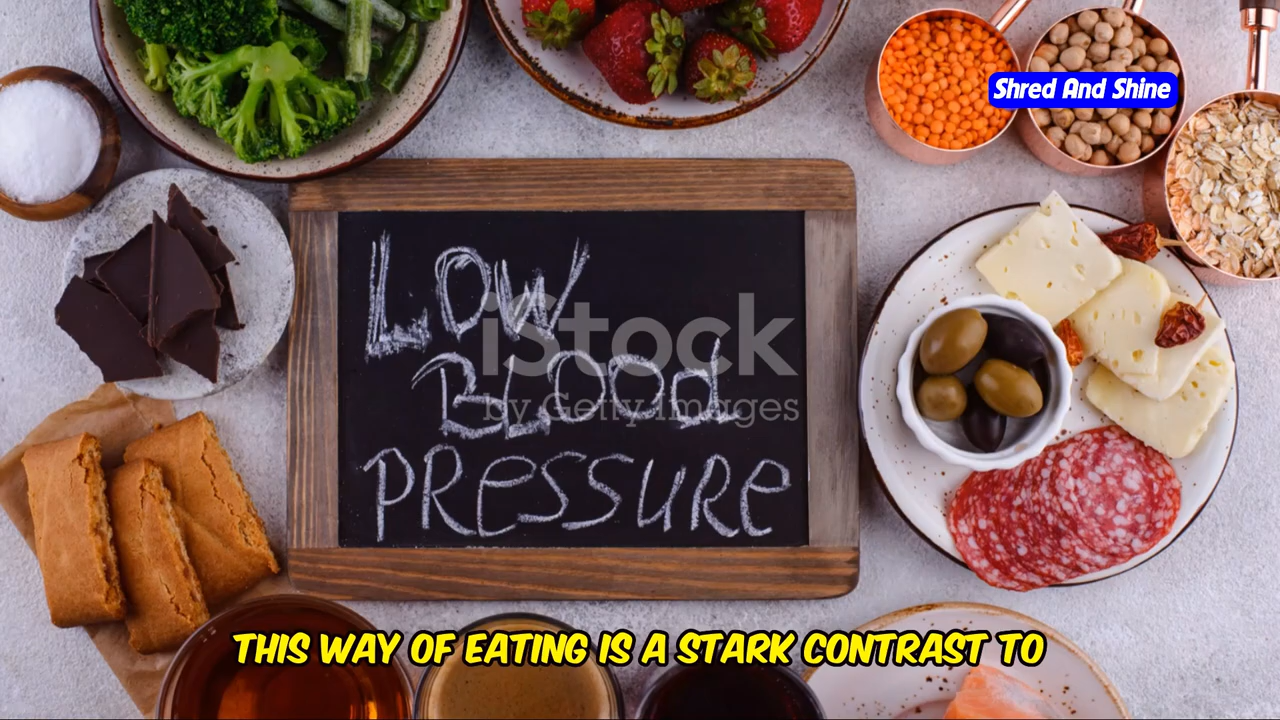 Shred And Shine
LOW
BLOOd
PRESSURE
iStock
by Getty Images
THIS WAY OF EATING IS A STARK CONTRAST TO